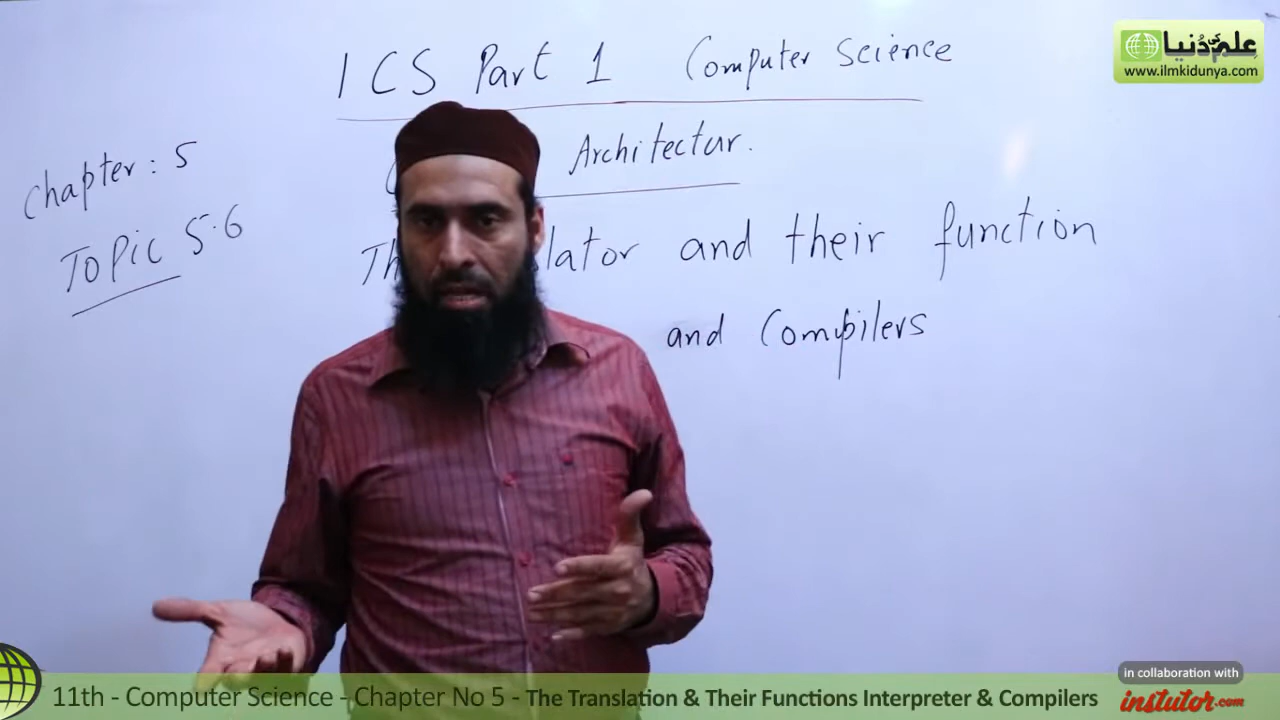 ICS Part 1 Computer Science
Architectur.
Chapter: 5
Topic 5.6
and their function
and Compilers
علم کی دُنیا
www.ilmkidunya.com
in collaboration with
instutor.com
11th - Computer Science - Chapter No 5 - The Translation & Their Functions Interpreter & Compilers